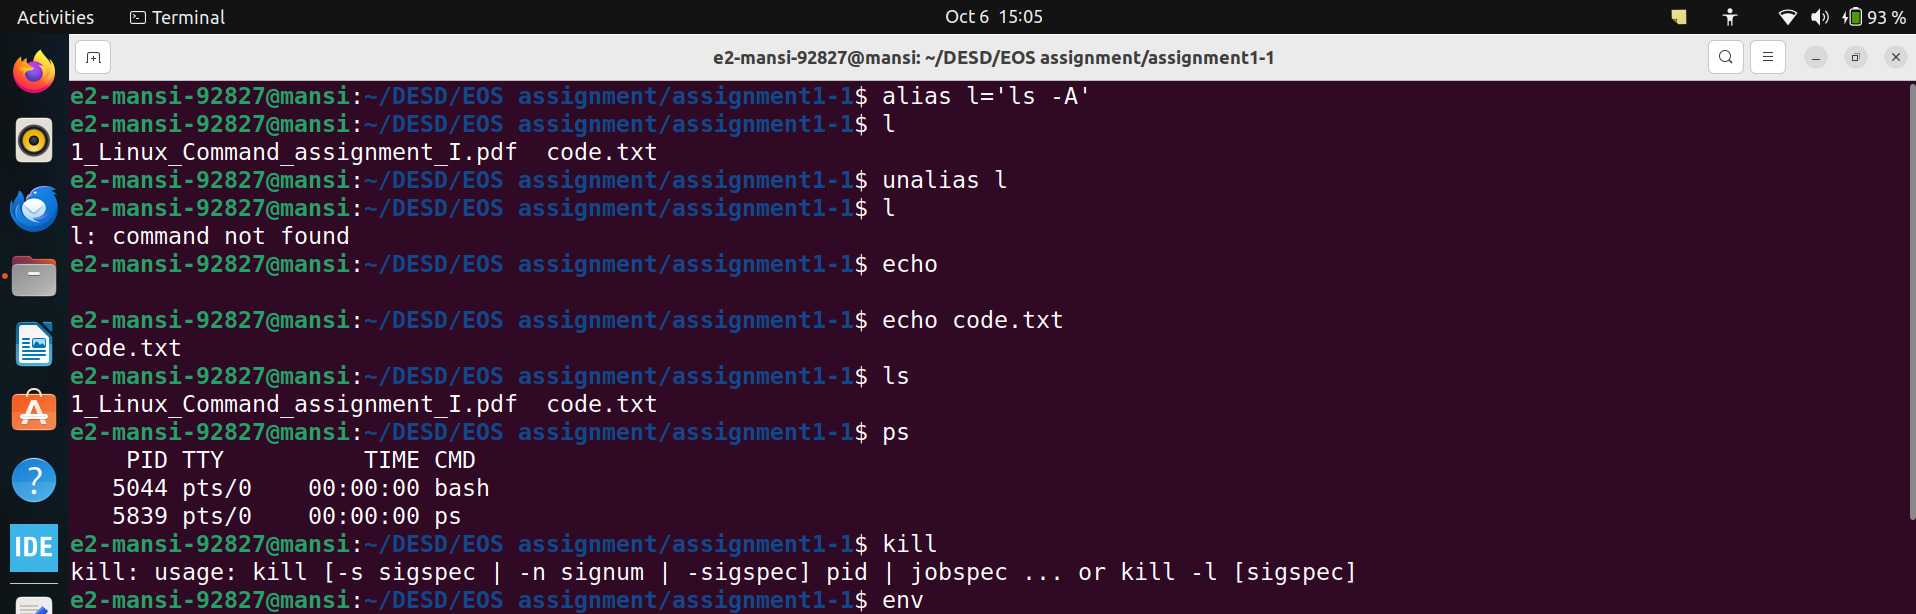 Activities   Terminal   Oct 6  15:05   93 %
e2-mansi-92827@mansi: ~/DESD/EOS assignment/assignment1-1
e2-mansi-92827@mansi:~/DESD/EOS assignment/assignment1-1$ alias l='ls -A'
e2-mansi-92827@mansi:~/DESD/EOS assignment/assignment1-1$ l
1_Linux_Command_assignment_I.pdf  code.txt
e2-mansi-92827@mansi:~/DESD/EOS assignment/assignment1-1$ unalias l
e2-mansi-92827@mansi:~/DESD/EOS assignment/assignment1-1$ l
l: command not found
e2-mansi-92827@mansi:~/DESD/EOS assignment/assignment1-1$ echo

e2-mansi-92827@mansi:~/DESD/EOS assignment/assignment1-1$ echo code.txt
code.txt
e2-mansi-92827@mansi:~/DESD/EOS assignment/assignment1-1$ ls
1_Linux_Command_assignment_I.pdf  code.txt
e2-mansi-92827@mansi:~/DESD/EOS assignment/assignment1-1$ ps
    PID TTY          TIME CMD
   5044 pts/0    00:00:00 bash
   5839 pts/0    00:00:00 ps
e2-mansi-92827@mansi:~/DESD/EOS assignment/assignment1-1$ kill
IDE
kill: usage: kill [-s sigspec | -n signum | -sigspec] pid | jobspec ... or kill -l [sigspec]
e2-mansi-92827@mansi:~/DESD/EOS assignment/assignment1-1$ env